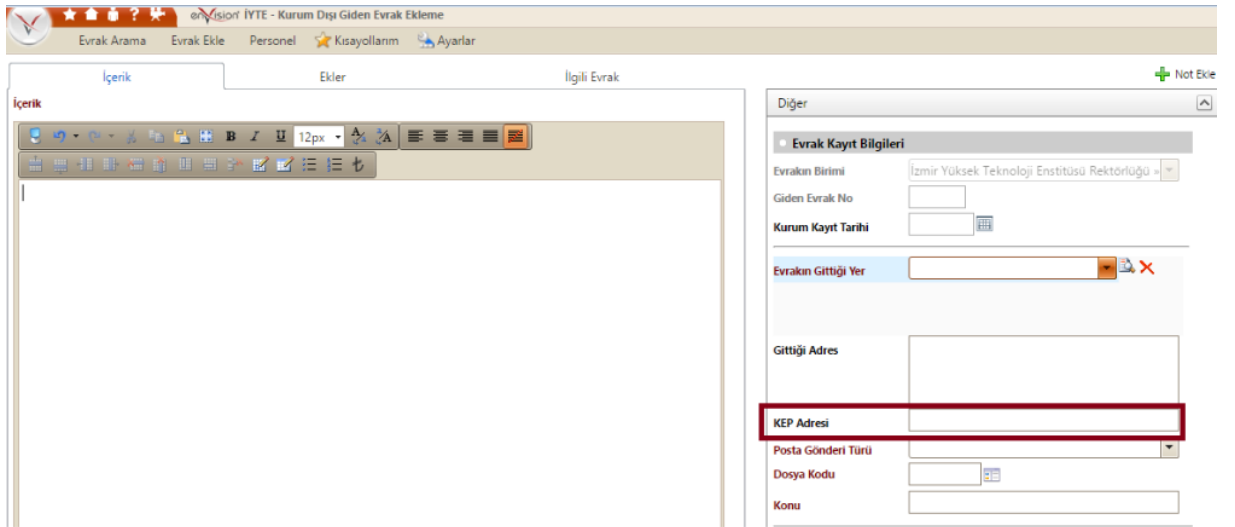 enVision İYTE - Kurum Dışı Giden Evrak Ekleme
Evrak Arama Evrak Ekle Personel Kısayollarım Ayarlar
İçerik Ekler İlgili Evrak
Not Ekle
İçerik
12px
Diğer
Evrak Kayıt Bilgileri
Evrakın Birimi İzmir Yüksek Teknoloji Enstitüsü Rektörlüğü »
Giden Evrak No
Kurum Kayıt Tarihi
Evrakın Gittiği Yer
Gittiği Adres
KEP Adresi
Posta Gönderi Türü
Dosya Kodu
Konu